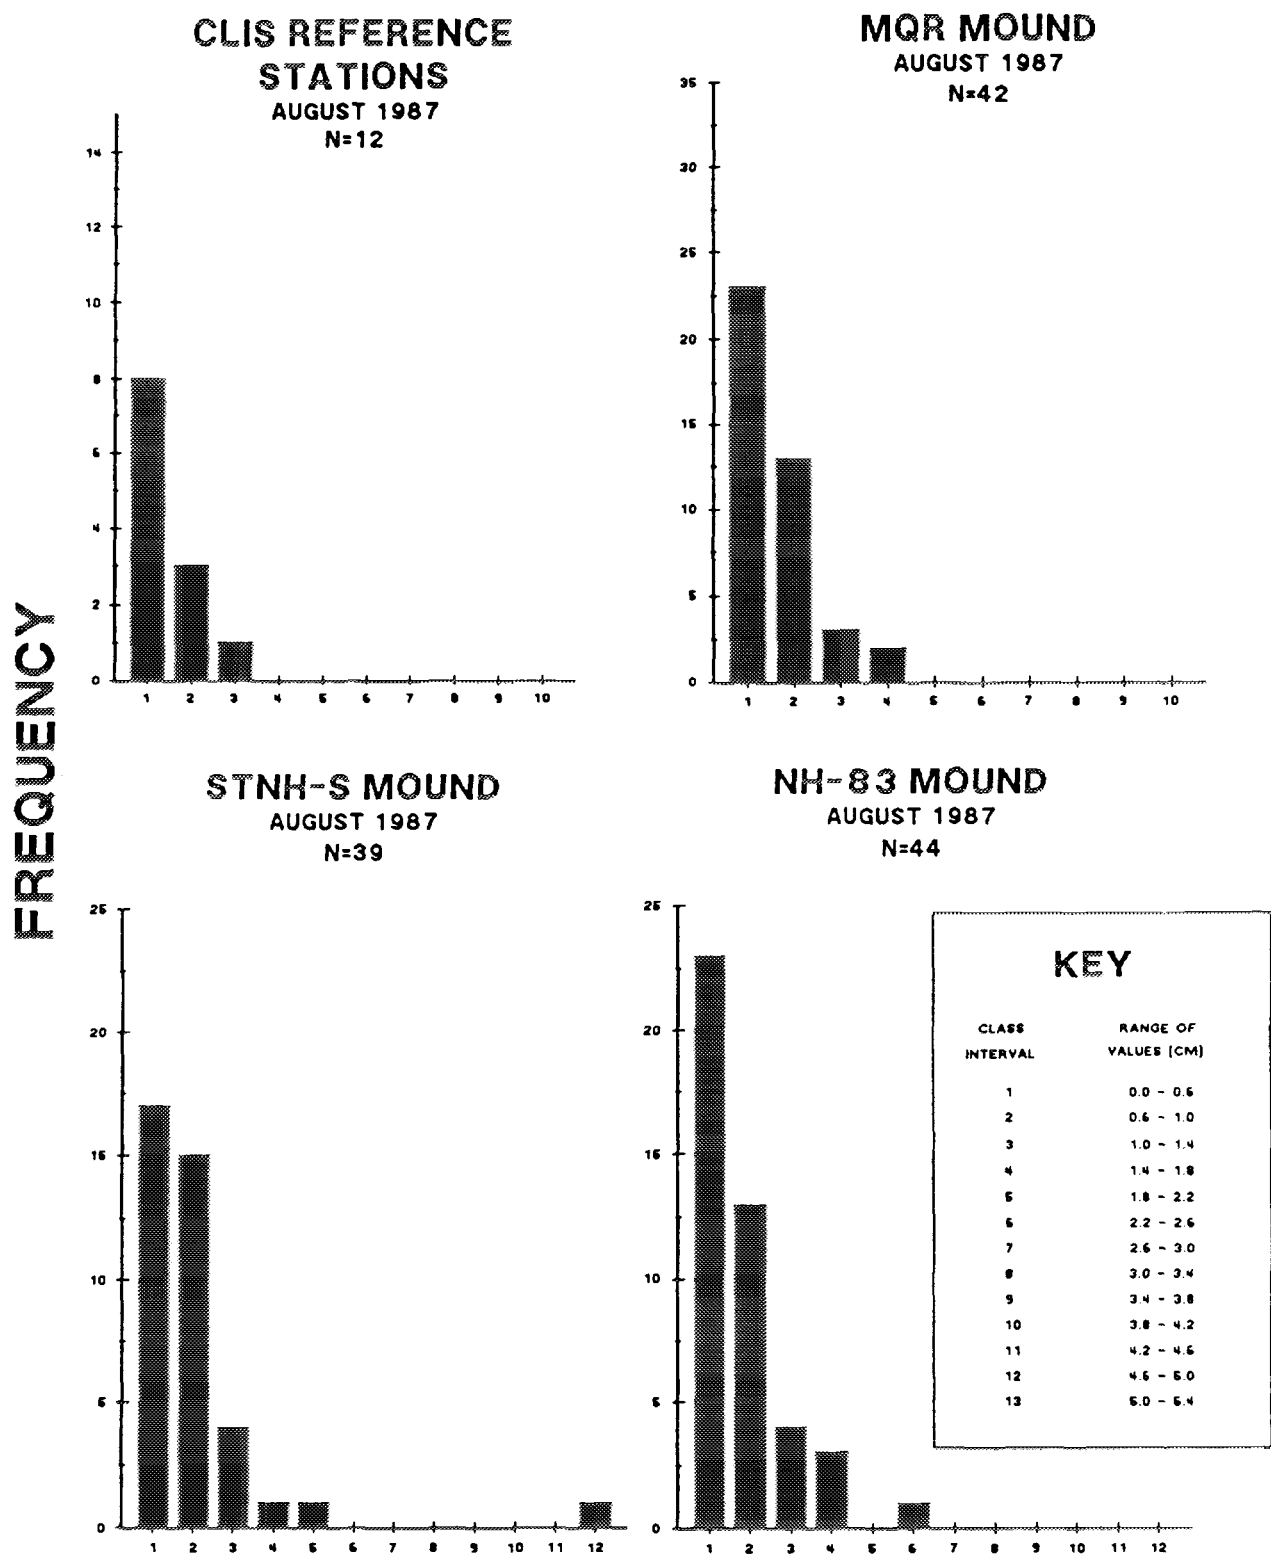 CLIS REFERENCE
STATIONS
AUGUST 1987
N=12
14
12
10
8
6
4
2
0
1 2 3 4 5 6 7 8 9 10
MQR MOUND
AUGUST 1987
N=42
35
30
25
20
15
10
5
0
1 2 3 4 5 6 7 8 9 10
FREQUENCY
STNH-S MOUND
AUGUST 1987
N=39
25
20
15
10
5
0
1 2 3 4 5 6 7 8 9 10 11 12
NH-83 MOUND
AUGUST 1987
N=44
25
20
15
10
5
0
1 2 3 4 5 6 7 8 9 10 11 12
KEY
CLASS RANGE OF
INTERVAL VALUES (CM)
1 0.0 - 0.6
2 0.6 - 1.0
3 1.0 - 1.4
4 1.4 - 1.8
5 1.8 - 2.2
6 2.2 - 2.6
7 2.6 - 3.0
8 3.0 - 3.4
9 3.4 - 3.8
10 3.8 - 4.2
11 4.2 - 4.6
12 4.6 - 5.0
13 5.0 - 5.4